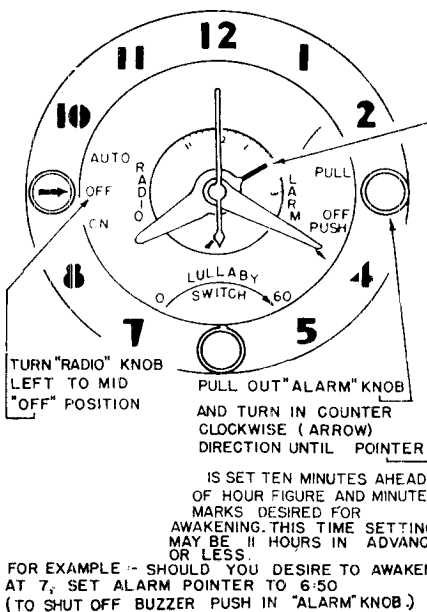 12
11 1
10 2
AUTO
RADIO
ALARM
PULL
OFF
OFF
PUSH
ON
8 4
LULLABY
0 SWITCH 60
7 5
TURN "RADIO" KNOB
LEFT TO MID
"OFF" POSITION
PULL OUT "ALARM" KNOB
AND TURN IN COUNTER
CLOCKWISE (ARROW)
DIRECTION UNTIL POINTER
IS SET TEN MINUTES AHEAD
OF HOUR FIGURE AND MINUTE
MARKS DESIRED FOR
AWAKENING. THIS TIME SETTING
MAY BE 11 HOURS IN ADVANC
OR LESS.
FOR EXAMPLE :- SHOULD YOU DESIRE TO AWAKEN
AT 7, SET ALARM POINTER TO 6:50
(TO SHUT OFF BUZZER PUSH IN "ALARM" KNOB.)